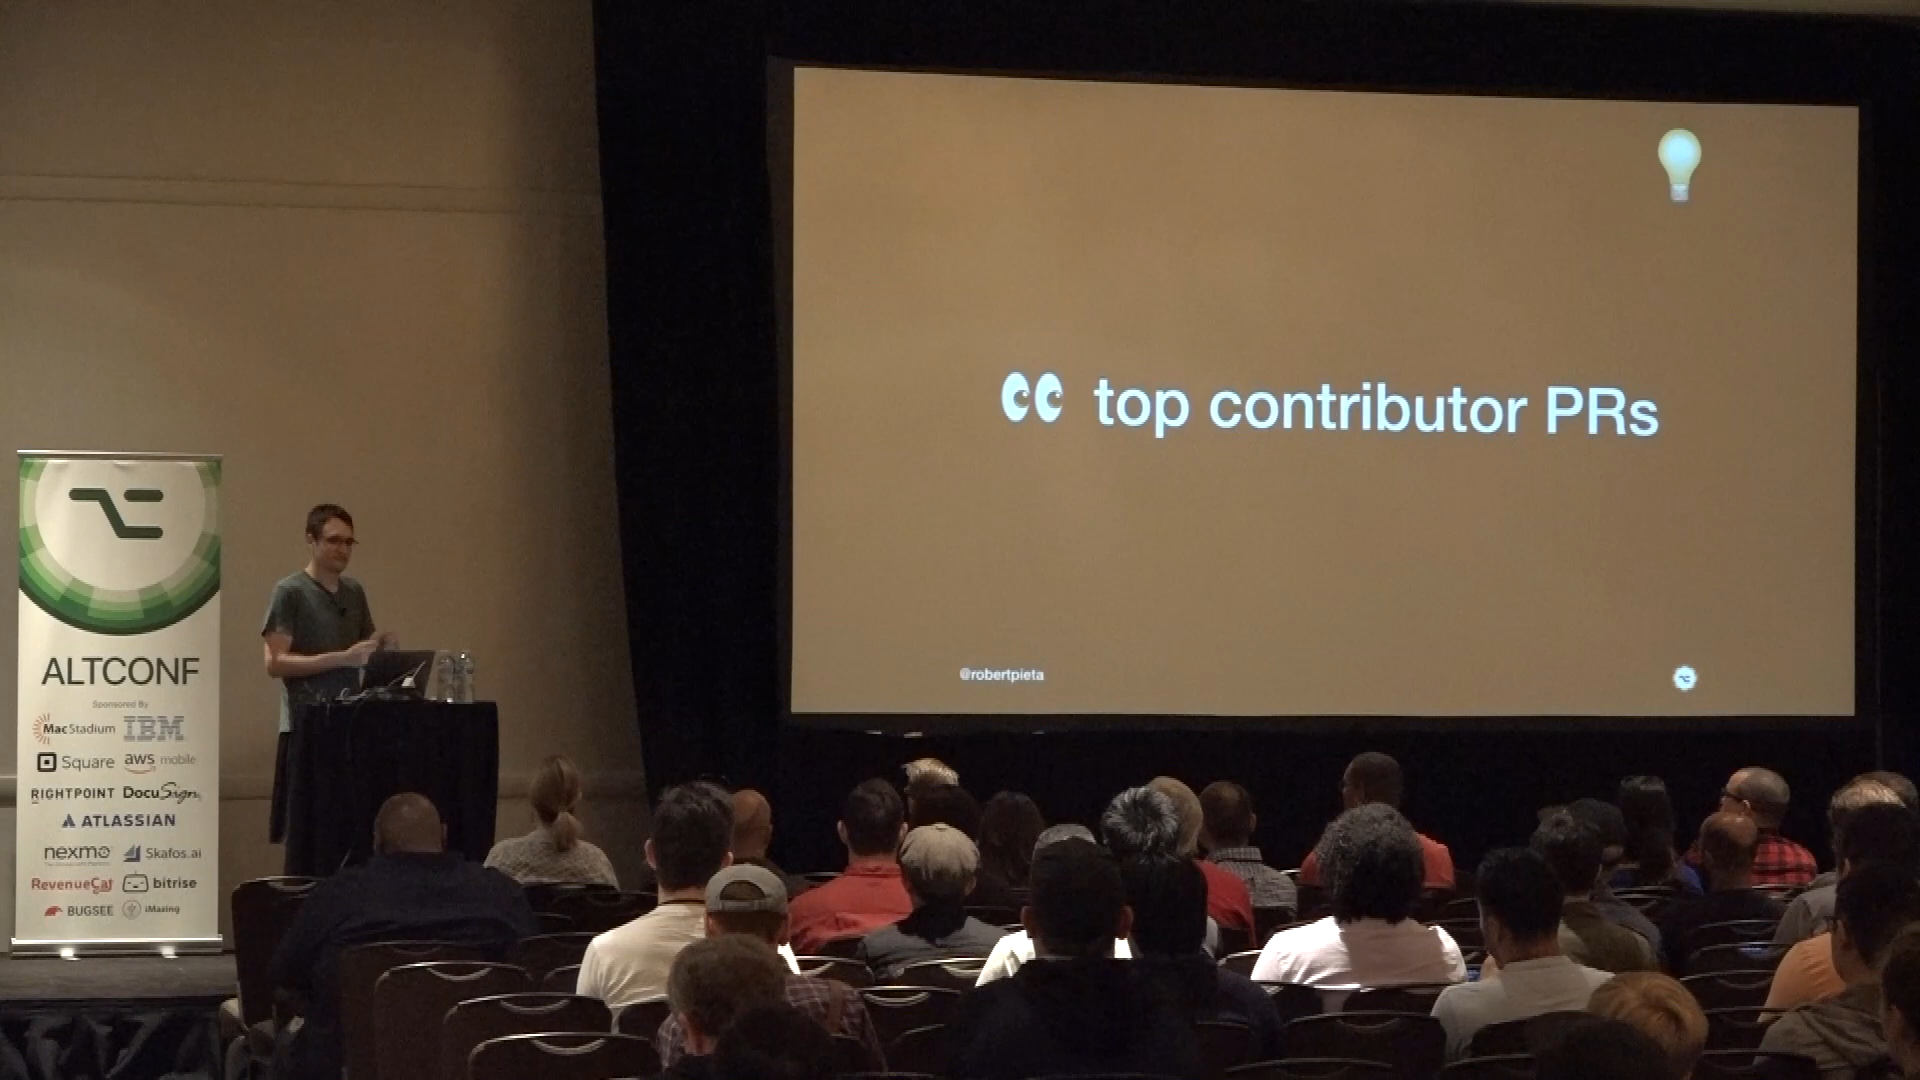 top contributor PRs
@robertpieta
ALTCONF
Sponsored By
MacStadium IBM
Square aws mobile
RIGHTPOINT DocuSign
ATLASSIAN
nexmo Skafos.ai
RevenueCat bitrise
BUGSEE iMazing